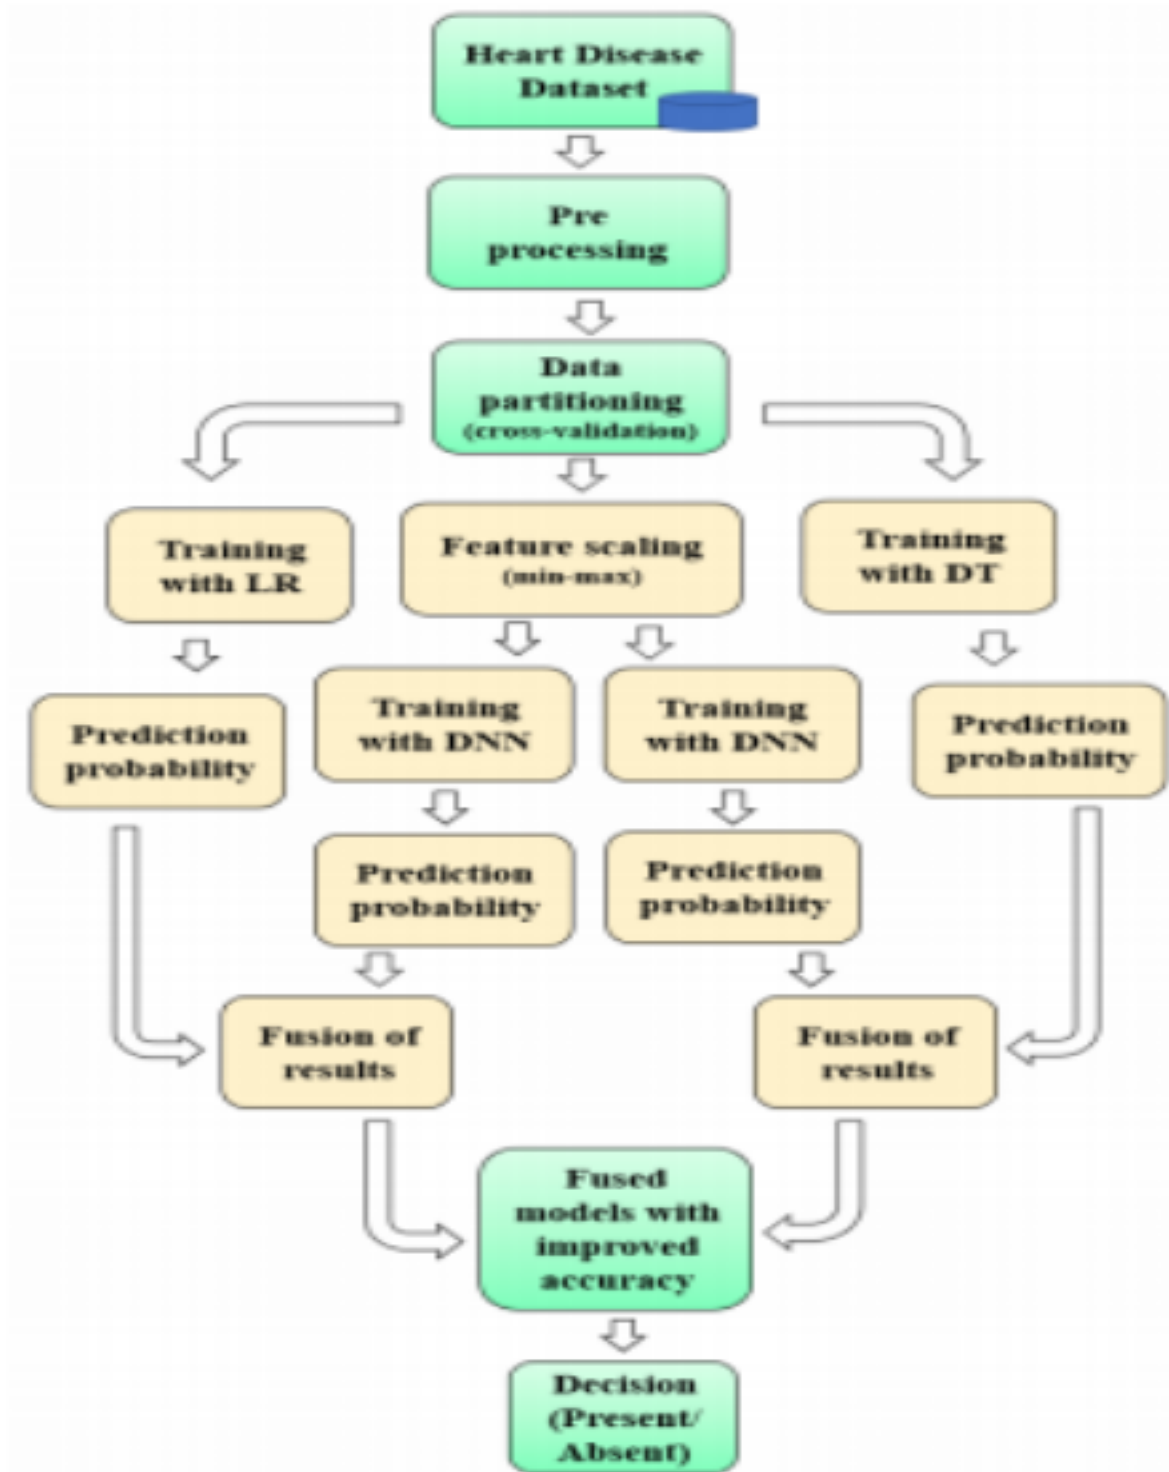 Heart Disease
Dataset
Pre
processing
Data
partitioning
(cross-validation)
Training
with LR
Feature scaling
(min-max)
Training
with DT
Prediction
probability
Training
with DNN
Training
with DNN
Prediction
probability
Prediction
probability
Prediction
probability
Fusion of
results
Fusion of
results
Fused
models with
improved
accuracy
Decision
(Present/
Absent)